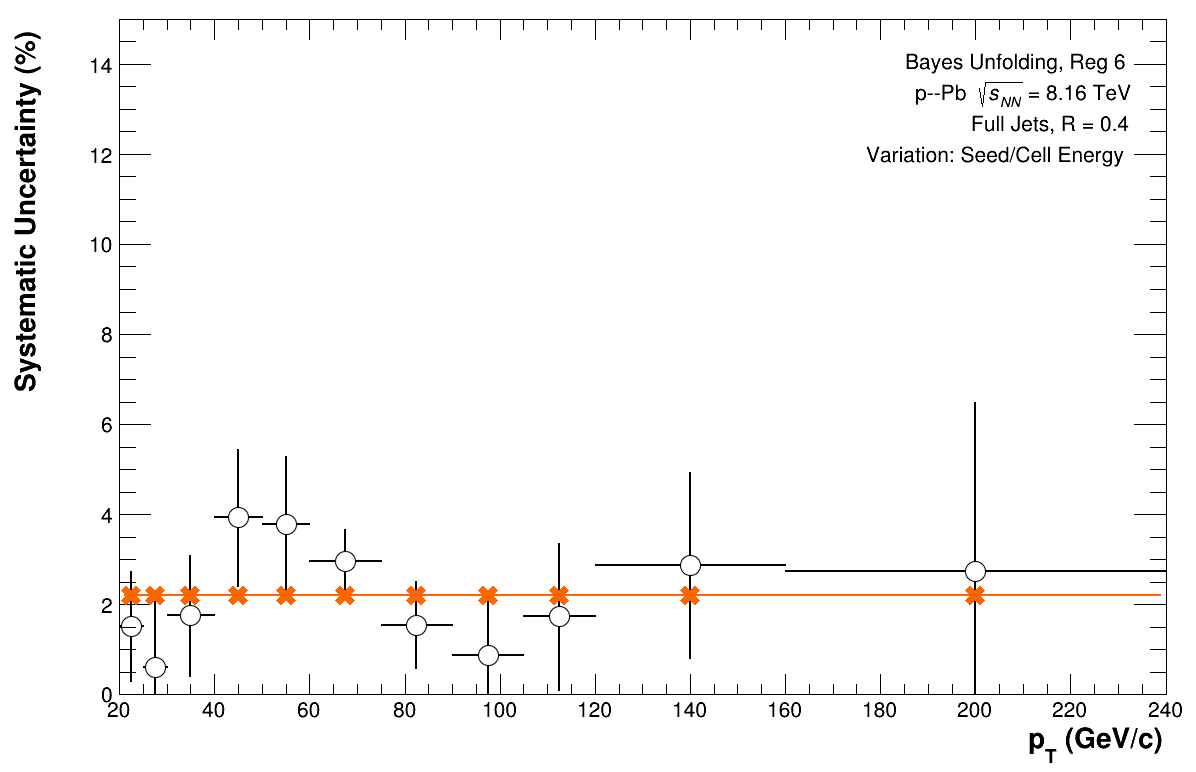 Systematic Uncertainty (%)
14
12
10
8
6
4
2
0
Bayes Unfolding, Reg 6
p--Pb √s_NN = 8.16 TeV
Full Jets, R = 0.4
Variation: Seed/Cell Energy
20 40 60 80 100 120 140 160 180 200 220 240
p_T (GeV/c)